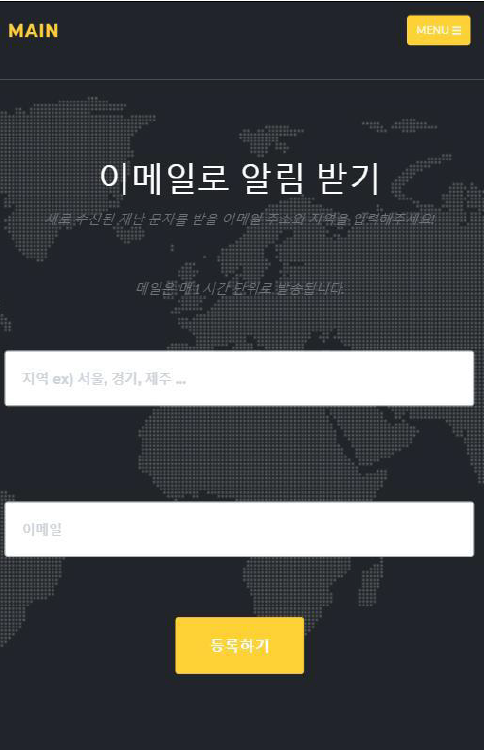 MAIN
MENU
이메일로 알림 받기
새로 수신된 재난 문자를 받을 이메일 주소와 지역을 입력해주세요!
메일은 매 1시간 단위로 발송됩니다.
지역 ex) 서울, 경기, 제주 ...
이메일
등록하기